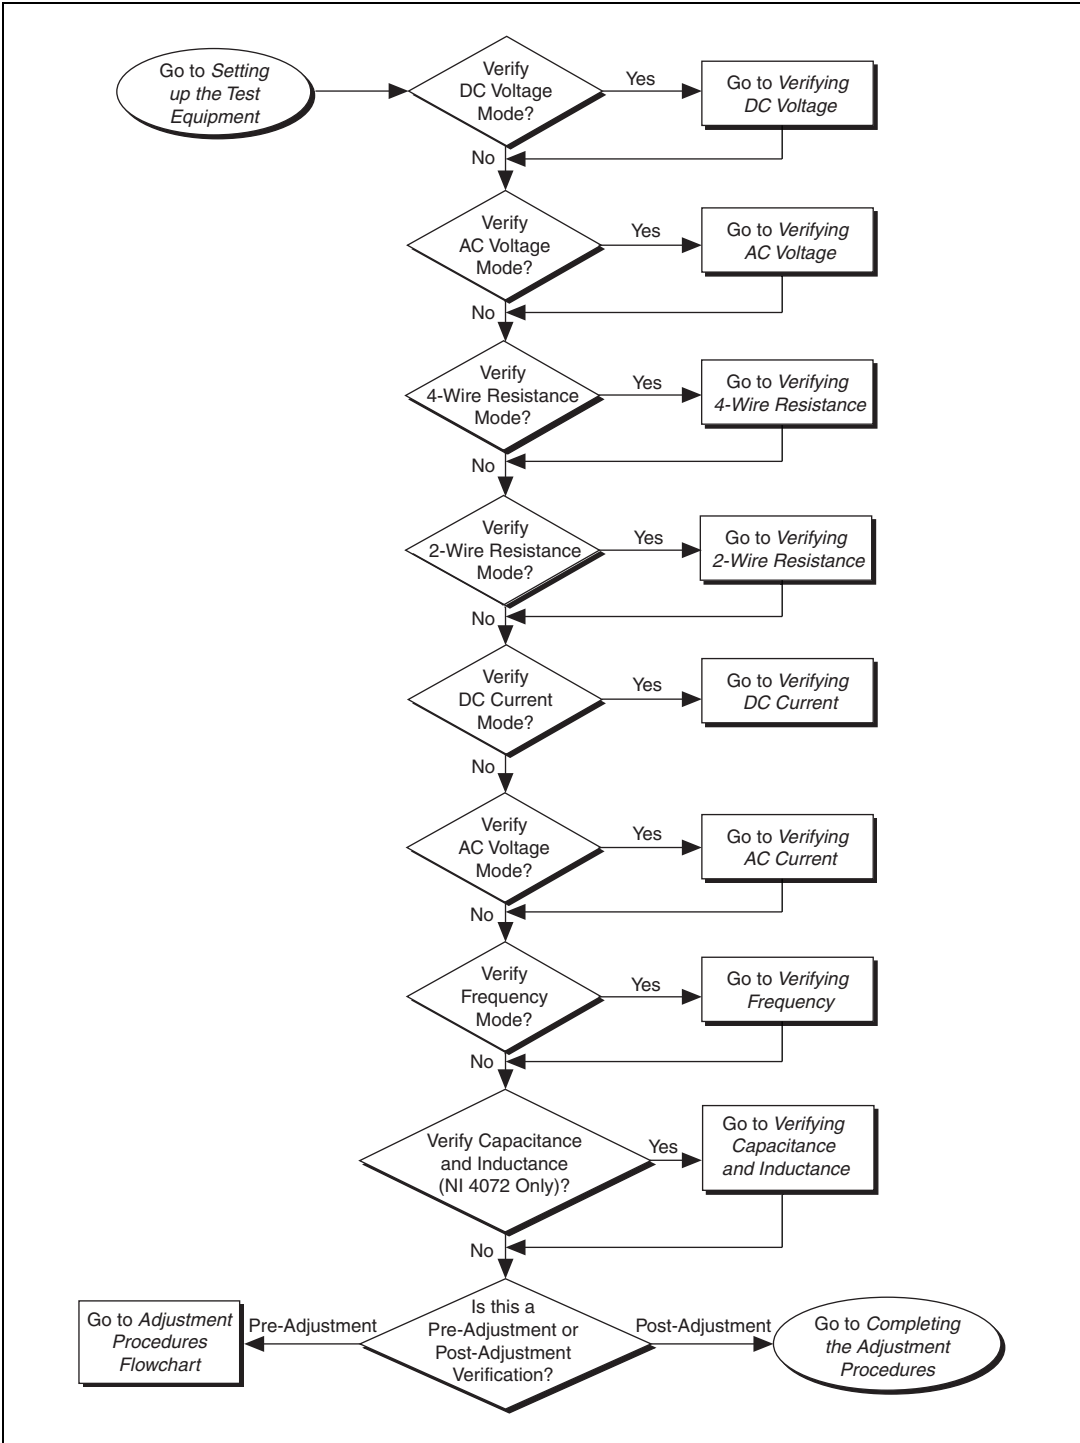 Go to Setting
up the Test
Equipment
Verify
DC Voltage
Mode?
Yes
Go to Verifying
DC Voltage
No
Verify
AC Voltage
Mode?
Yes
Go to Verifying
AC Voltage
No
Verify
4-Wire Resistance
Mode?
Yes
Go to Verifying
4-Wire Resistance
No
Verify
2-Wire Resistance
Mode?
Yes
Go to Verifying
2-Wire Resistance
No
Verify
DC Current
Mode?
Yes
Go to Verifying
DC Current
No
Verify
AC Voltage
Mode?
Yes
Go to Verifying
AC Current
No
Verify
Frequency
Mode?
Yes
Go to Verifying
Frequency
No
Verify Capacitance
and Inductance
(NI 4072 Only)?
Yes
Go to Verifying
Capacitance
and Inductance
No
Go to Adjustment
Procedures
Flowchart
Pre-Adjustment
Is this a
Pre-Adjustment or
Post-Adjustment
Verification?
Post-Adjustment
Go to Completing
the Adjustment
Procedures